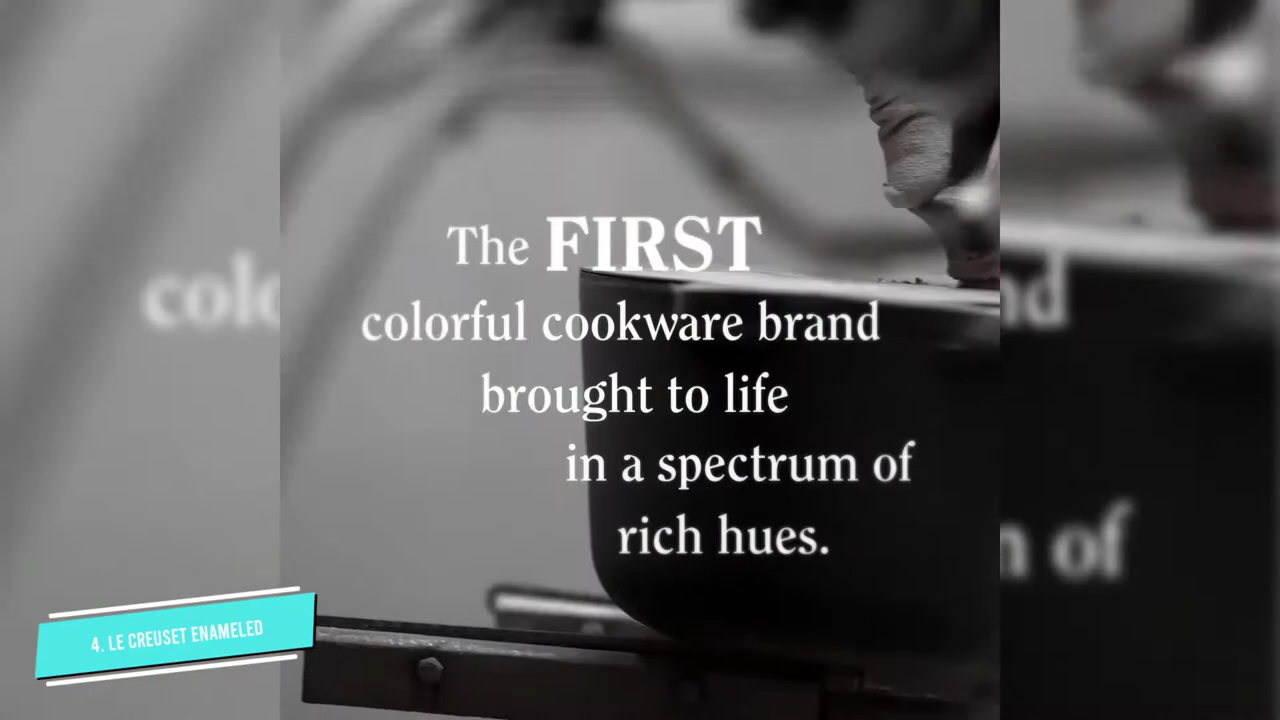 The FIRST
colorful cookware brand
brought to life
in a spectrum of
rich hues.
4. LE CREUSET ENAMELED